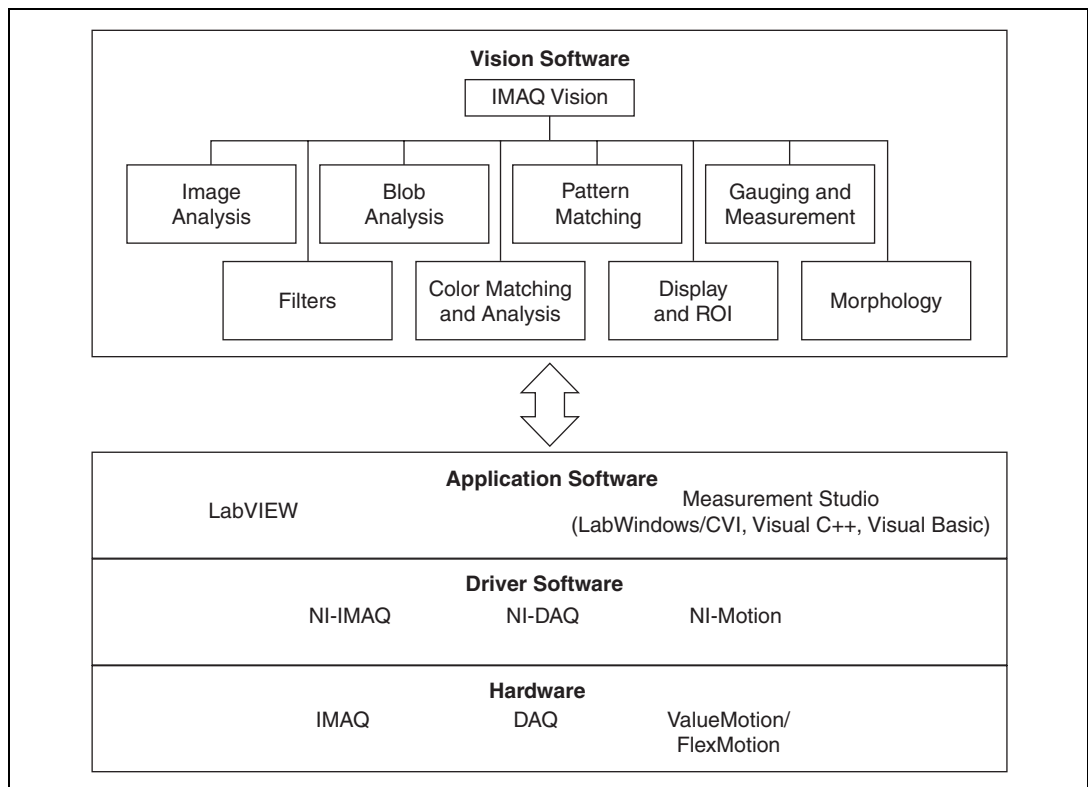 Vision Software
IMAQ Vision
Image
Analysis
Blob
Analysis
Pattern
Matching
Gauging and
Measurement
Filters
Color Matching
and Analysis
Display
and ROI
Morphology
Application Software
LabVIEW
Measurement Studio
(LabWindows/CVI, Visual C++, Visual Basic)
Driver Software
NI-IMAQ NI-DAQ NI-Motion
Hardware
IMAQ DAQ ValueMotion/
FlexMotion